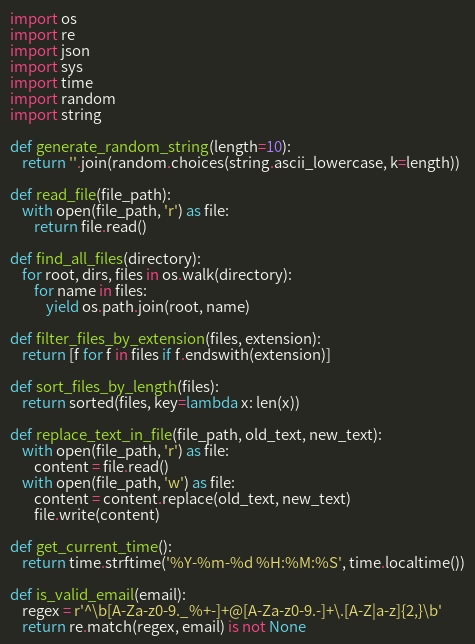 import os
import re
import json
import sys
import time
import random
import string

def generate_random_string(length=10):
    return ''.join(random.choices(string.ascii_lowercase, k=length))

def read_file(file_path):
    with open(file_path, 'r') as file:
        return file.read()

def find_all_files(directory):
    for root, dirs, files in os.walk(directory):
        for name in files:
            yield os.path.join(root, name)

def filter_files_by_extension(files, extension):
    return [f for f in files if f.endswith(extension)]

def sort_files_by_length(files):
    return sorted(files, key=lambda x: len(x))

def replace_text_in_file(file_path, old_text, new_text):
    with open(file_path, 'r') as file:
        content = file.read()
    with open(file_path, 'w') as file:
        content = content.replace(old_text, new_text)
        file.write(content)

def get_current_time():
    return time.strftime('%Y-%m-%d %H:%M:%S', time.localtime())

def is_valid_email(email):
    regex = r'^\b[A-Za-z0-9._%+-]+@[A-Za-z0-9.-]+\.[A-Z|a-z]{2,}\b'
    return re.match(regex, email) is not None